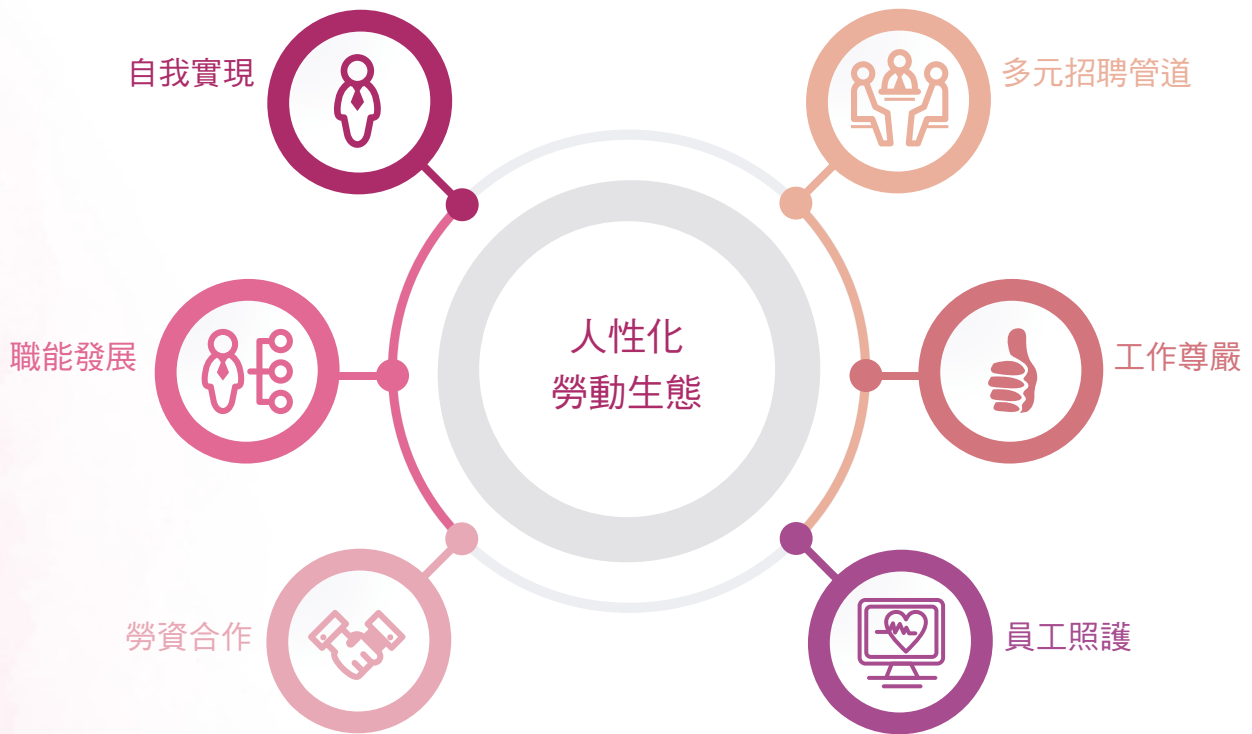 自我實現
多元招聘管道
職能發展
人性化
勞動生態
工作尊嚴
勞資合作
員工照護